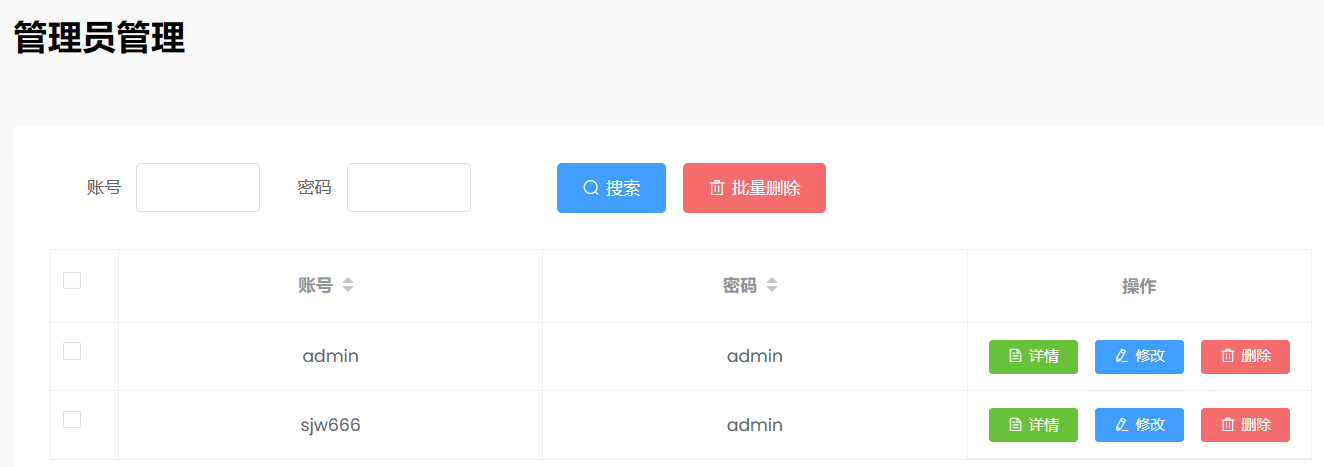 管理员管理
账号 密码 搜索 批量删除
账号 密码 操作
admin admin 详情 修改 删除
sjw666 admin 详情 修改 删除